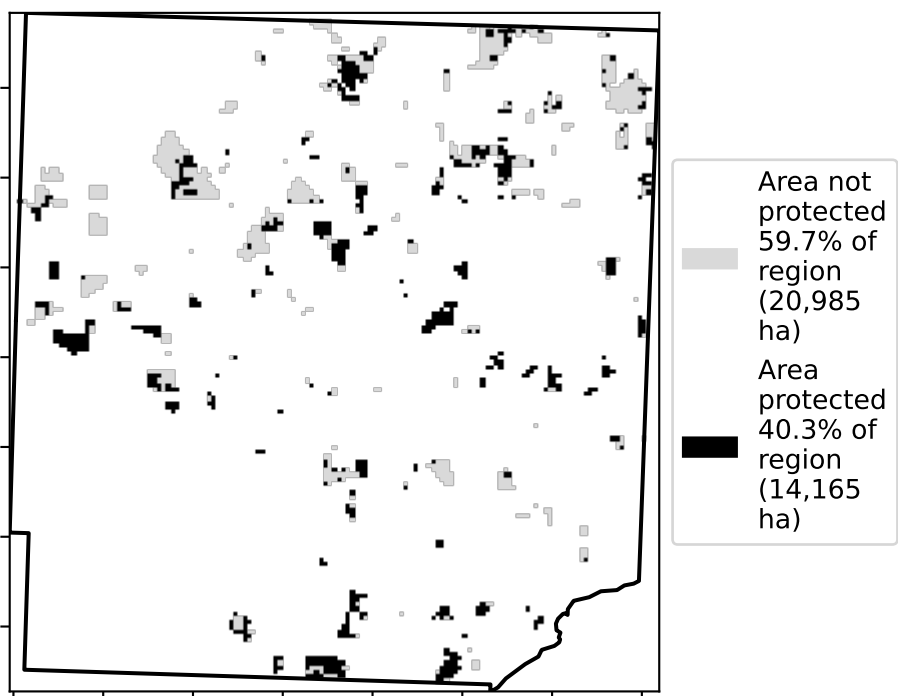 Area not
protected
59.7% of
region
(20,985
ha)
Area
protected
40.3% of
region
(14,165
ha)